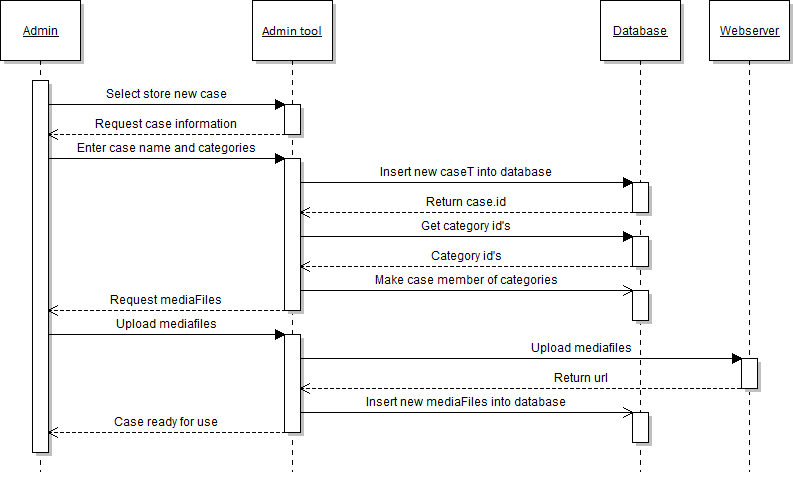 Admin
Admin tool
Database
Webserver
Select store new case
Request case information
Enter case name and categories
Insert new caseT into database
Return case.id
Get category id's
Category id's
Make case member of categories
Request mediaFiles
Upload mediafiles
Upload mediafiles
Return url
Insert new mediaFiles into database
Case ready for use